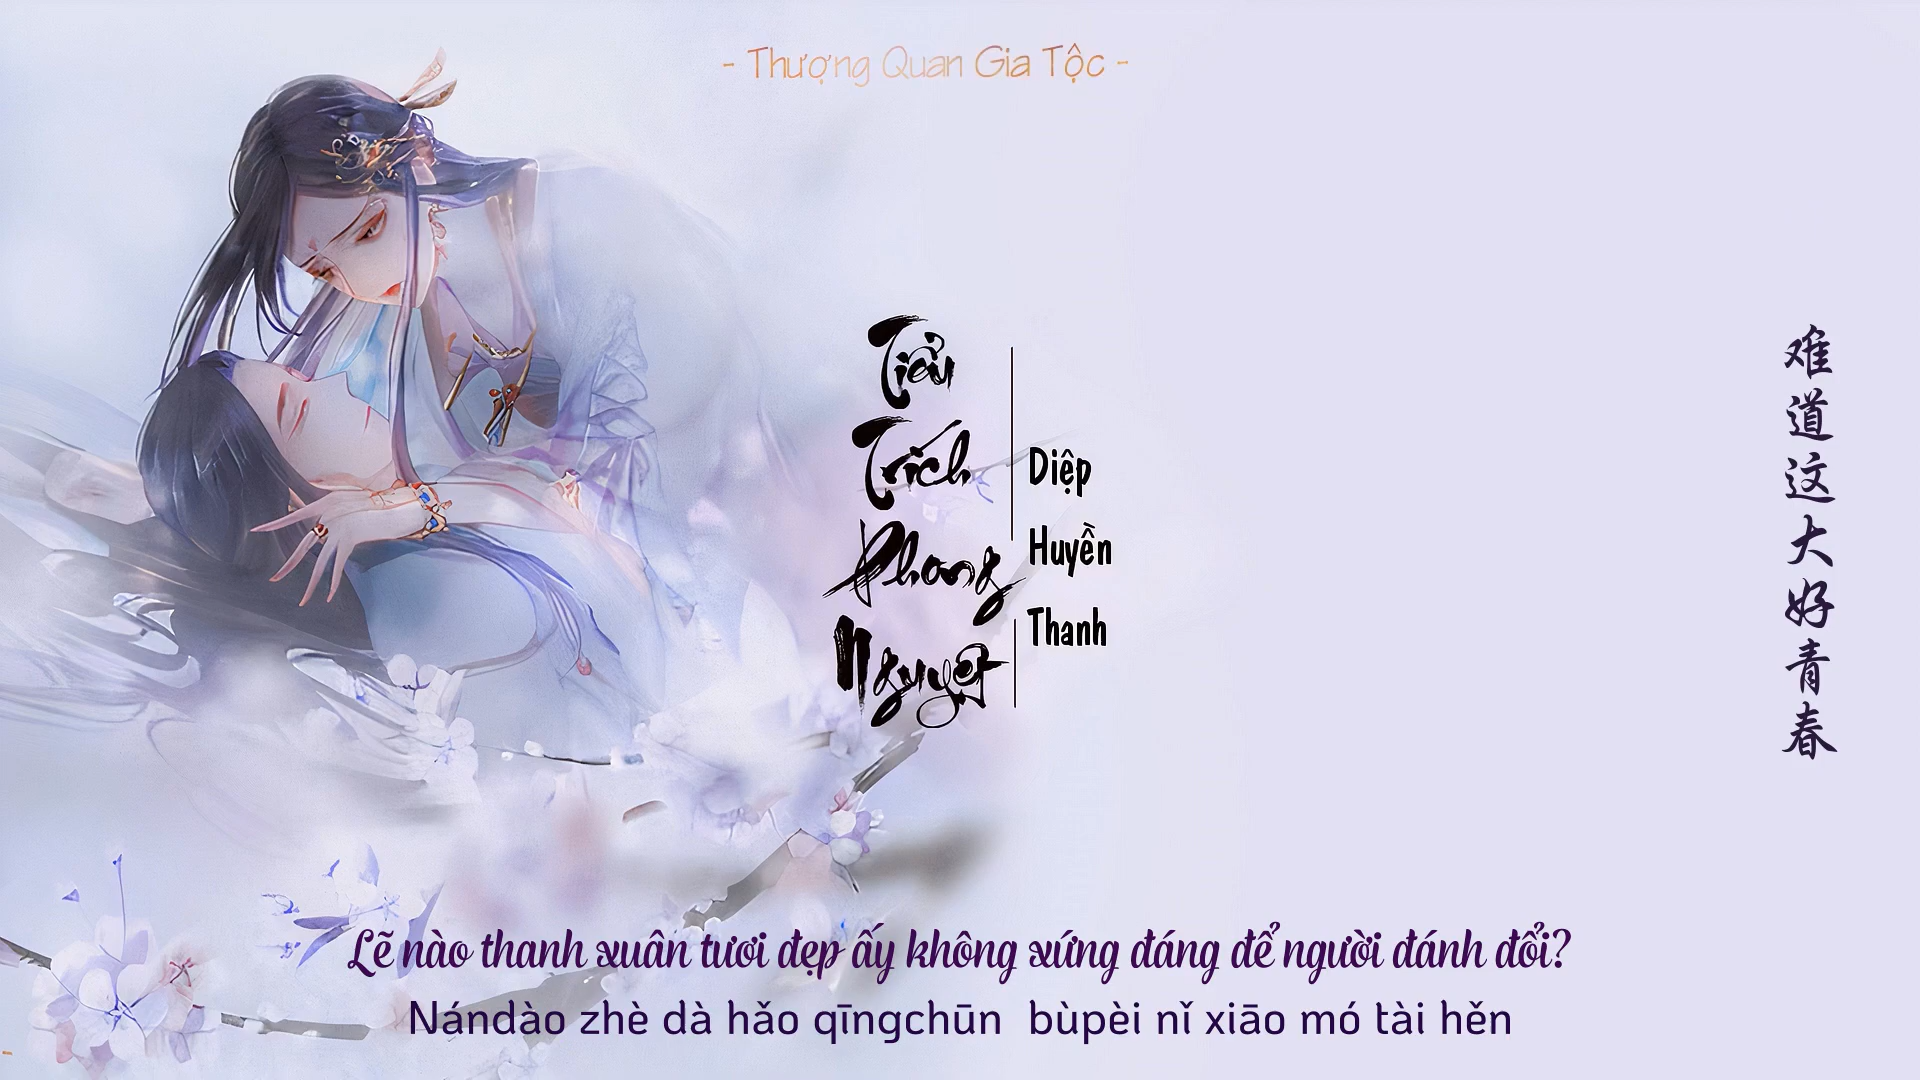 - Thượng Quan Gia Tộc -
Tiểu
Trích
Phong
Nguyệt
Diệp
Huyền
Thanh
难道这大好青春
Lẽ nào thanh xuân tươi đẹp ấy không xứng đáng để người đánh đổi?
Nándào zhè dà hǎo qīngchūn bùpèi nǐ xiāo mó tài hěn